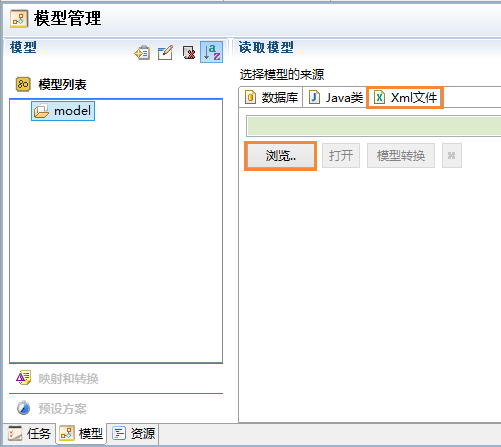 模型管理
模型
模型列表
model
映射和转换
预设方案
读取模型
选择模型的来源
数据库 Java类 Xml文件
浏览.. 打开 模型转换
任务 模型 资源